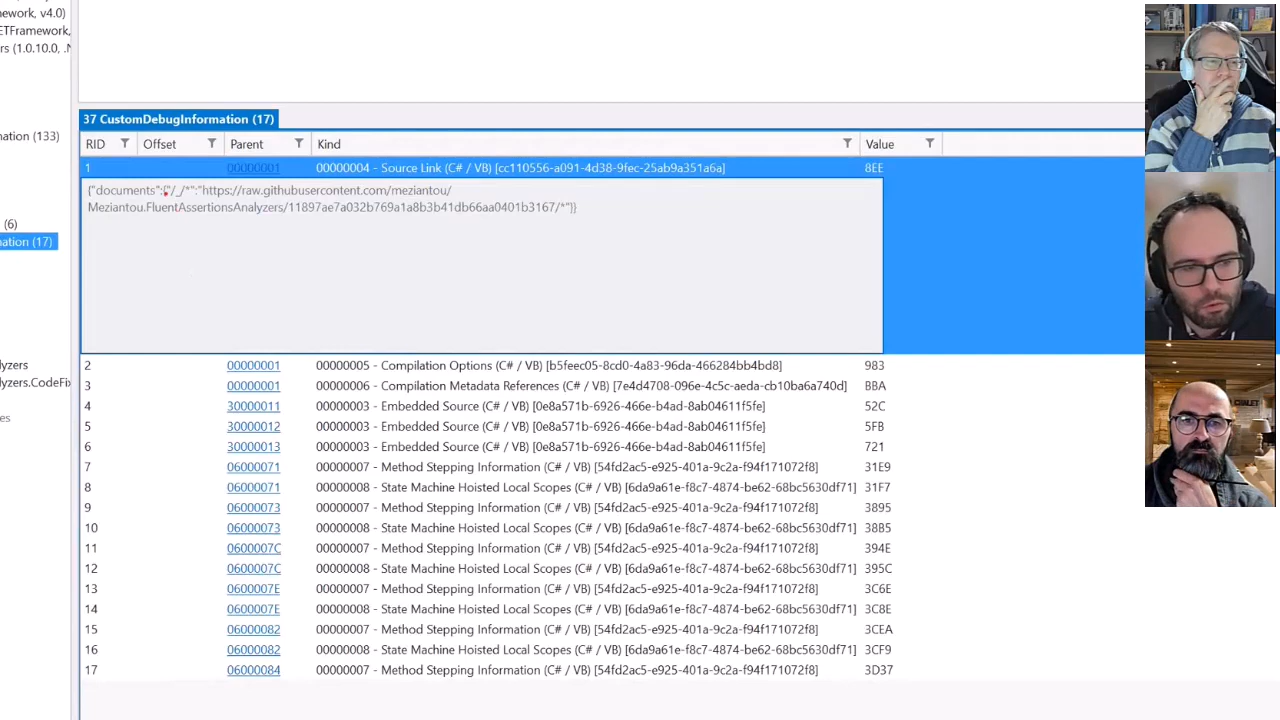 mework, v4.0)
ETFramework,
rs (1.0.10.0, .N
mation (133)
(6)
mation (17)
yzers
yzers.CodeFix
es
37 CustomDebugInformation (17)
RID Offset Parent Kind Value
1 00000001 00000004 - Source Link (C# / VB) [cc110556-a091-4d38-9fec-25ab9a351a6a] 8EE
{"documents":{"/_/*":"https://raw.githubusercontent.com/meziantou/
Meziantou.FluentAssertionsAnalyzers/11897ae7a032b769a1a8b3b41db66aa0401b3167/*"}}
2 00000001 00000005 - Compilation Options (C# / VB) [b5feec05-8cd0-4a83-96da-466284bb4bd8] 983
3 00000001 00000006 - Compilation Metadata References (C# / VB) [7e4d4708-096e-4c5c-aeda-cb10ba6a740d] BBA
4 30000011 00000003 - Embedded Source (C# / VB) [0e8a571b-6926-466e-b4ad-8ab04611f5fe] 52C
5 30000012 00000003 - Embedded Source (C# / VB) [0e8a571b-6926-466e-b4ad-8ab04611f5fe] 5FB
6 30000013 00000003 - Embedded Source (C# / VB) [0e8a571b-6926-466e-b4ad-8ab04611f5fe] 721
7 06000071 00000007 - Method Stepping Information (C# / VB) [54fd2ac5-e925-401a-9c2a-f94f171072f8] 31E9
8 06000071 00000008 - State Machine Hoisted Local Scopes (C# / VB) [6da9a61e-f8c7-4874-be62-68bc5630df71] 31F7
9 06000073 00000007 - Method Stepping Information (C# / VB) [54fd2ac5-e925-401a-9c2a-f94f171072f8] 3895
10 06000073 00000008 - State Machine Hoisted Local Scopes (C# / VB) [6da9a61e-f8c7-4874-be62-68bc5630df71] 38B5
11 0600007C 00000007 - Method Stepping Information (C# / VB) [54fd2ac5-e925-401a-9c2a-f94f171072f8] 394E
12 0600007C 00000008 - State Machine Hoisted Local Scopes (C# / VB) [6da9a61e-f8c7-4874-be62-68bc5630df71] 395C
13 0600007E 00000007 - Method Stepping Information (C# / VB) [54fd2ac5-e925-401a-9c2a-f94f171072f8] 3C6E
14 0600007E 00000008 - State Machine Hoisted Local Scopes (C# / VB) [6da9a61e-f8c7-4874-be62-68bc5630df71] 3C8E
15 06000082 00000007 - Method Stepping Information (C# / VB) [54fd2ac5-e925-401a-9c2a-f94f171072f8] 3CEA
16 06000082 00000008 - State Machine Hoisted Local Scopes (C# / VB) [6da9a61e-f8c7-4874-be62-68bc5630df71] 3CF9
17 06000084 00000007 - Method Stepping Information (C# / VB) [54fd2ac5-e925-401a-9c2a-f94f171072f8] 3D37
CHALET